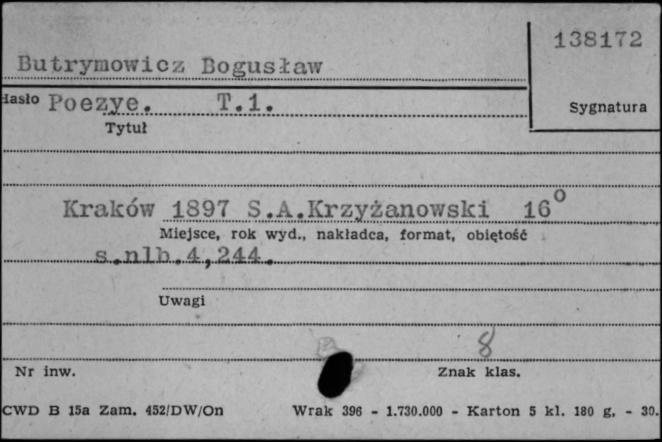 138172
Butrymowicz Bogusław
Hasło Poezye. T.1. Sygnatura
Tytuł
Kraków 1897 S.A.Krzyżanowski 16⁰
Miejsce, rok wyd., nakładca, format, objętość
s.nlb.4,244.
Uwagi
8
Nr inw. Znak klas.
CWD B 15a Zam. 452/DW/On Wrak 396 - 1.730.000 - Karton 5 kl. 180 g. - 30.